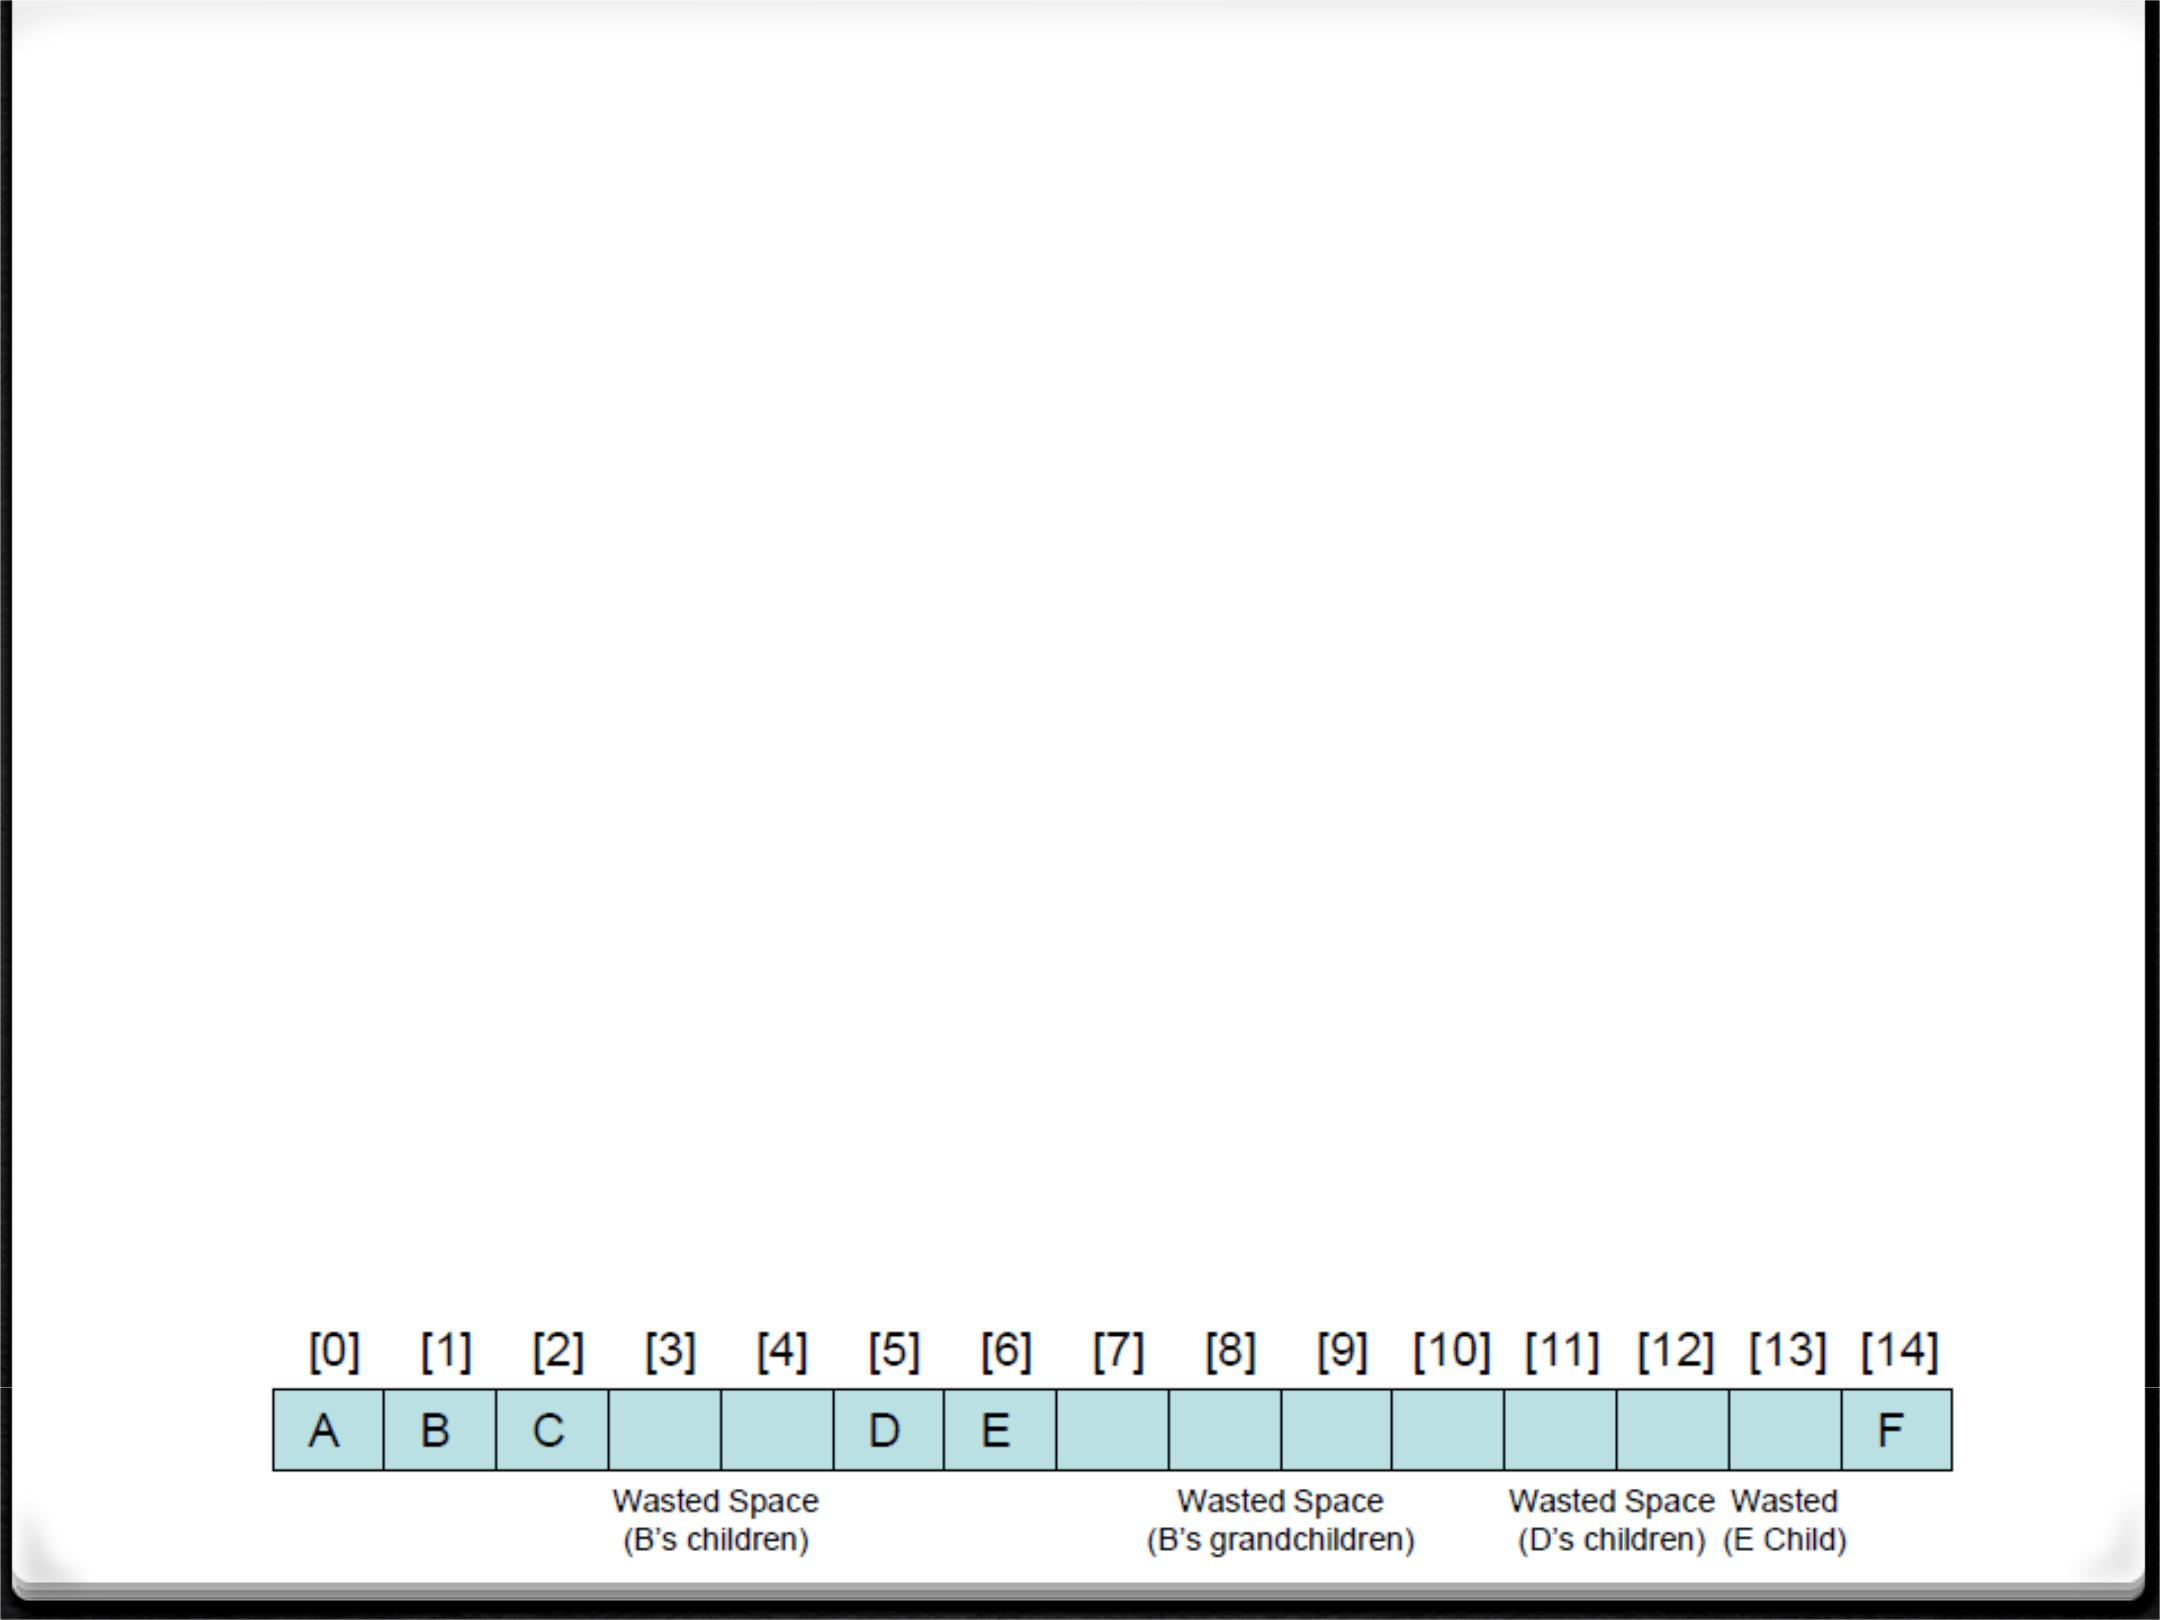 [0] [1] [2] [3] [4] [5] [6] [7] [8] [9] [10] [11] [12] [13] [14]
A B C D E F
Wasted Space Wasted Space Wasted Space Wasted
(B's children) (B's grandchildren) (D's children) (E Child)